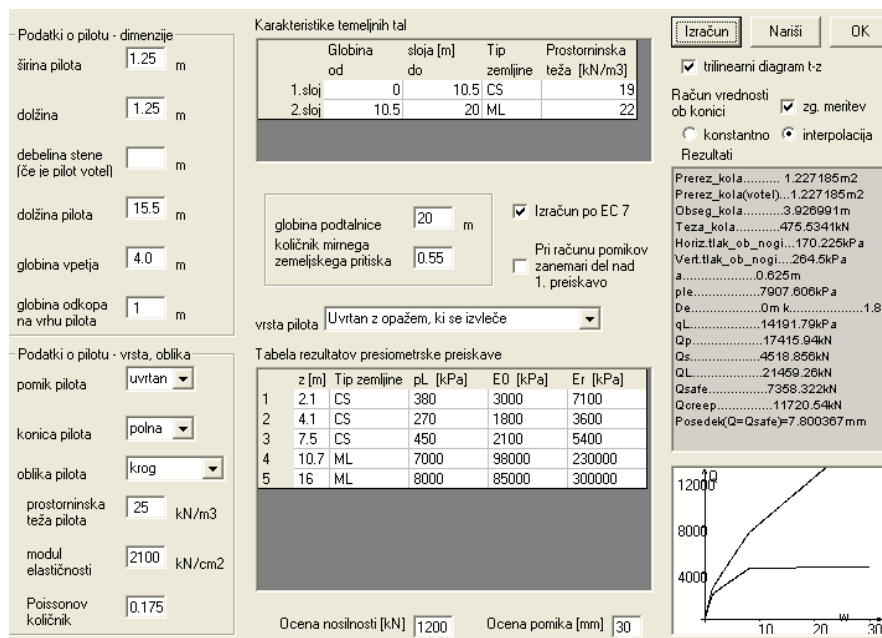 Podatki o pilotu - dimenzije
širina pilota 1.25 m
dolžina 1.25 m
debelina stene
(če je pilot votel) m
dolžina pilota 15.5 m
globina vpetja 4.0 m
globina odkopa
na vrhu pilota 1 m
Podatki o pilotu - vrsta, oblika
pomik pilota uvrtan
konica pilota polna
oblika pilota krog
prostorninska
teža pilota 25 kN/m3
modul
elastičnosti 2100 kN/cm2
Poissonov
količnik 0.175
Karakteristike temeljnih tal
Globina sloja [m] Tip Prostorninska
od do zemljine teža [kN/m3]
1.sloj 0 10.5 CS 19
2.sloj 10.5 20 ML 22
globina podtalnice 20 m
količnik mirnega
zemeljskega pritiska 0.55
Izračun po EC 7
Pri računu pomikov
zanemari del nad
1. preiskavo
vrsta pilota Uvrtan z opažem, ki se izvleče
Tabela rezultatov presiometrske preiskave
z [m] Tip zemljine pL [kPa] E0 [kPa] Er [kPa]
1 2.1 CS 380 3000 7100
2 4.1 CS 270 1800 3600
3 7.5 CS 450 2100 5400
4 10.7 ML 7000 98000 230000
5 16 ML 8000 85000 300000
Ocena nosilnosti [kN] 1200 Ocena pomika [mm] 30
Izračun Nariši OK
trilinearni diagram t-z
Račun vrednosti
ob konici zg. meritev
konstantno interpolacija
Rezultati
Prerez_kola.......... 1.227185m2
Prerez_kola(votel)...1.227185m2
Obseg_kola..........3.926991m
Teza_kola............475.5341kN
Horiz.tlak_ob_nogi...170.225kPa
Vert.tlak_ob_nogi....264.5kPa
a....................0.625m
ple..................7907.606kPa
De...................0m k...................1.8
qL...................14191.79kPa
Qp...................17415.94kN
Qs...................4518.856kN
QL...................21459.26kN
Qsafe...............7358.322kN
Qcreep..............11720.54kN
Posedek(Q=Qsafe)=7.800367mm
12000 Q
8000
4000
10 20 w 30